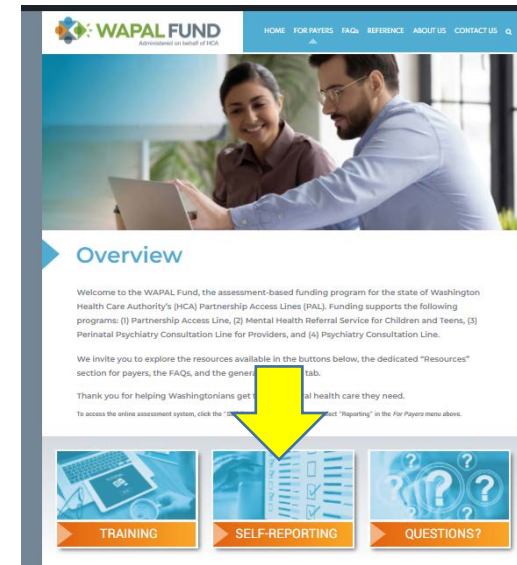 WAPAL FUND
Administered on behalf of HCA
HOME FOR PAYERS FAQs REFERENCE ABOUT US CONTACT US
Overview
Welcome to the WAPAL Fund, the assessment-based funding program for the state of Washington
Health Care Authority's (HCA) Partnership Access Lines (PAL). Funding supports the following
programs: (1) Partnership Access Line, (2) Mental Health Referral Service for Children and Teens, (3)
Perinatal Psychiatry Consultation Line for Providers, and (4) Psychiatry Consultation Line.
We invite you to explore the resources available in the buttons below, the dedicated "Resources"
section for payers, the FAQs, and the tab.
Thank you for helping Washingtonians get health care they need.
To access the online assessment system, click the "Reporting" in the For Payers menu above.
TRAINING
SELF-REPORTING
QUESTIONS?